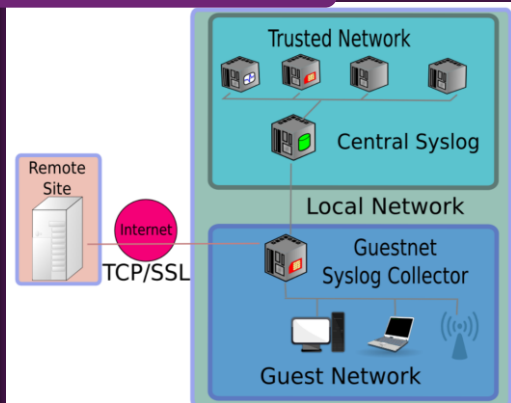 Trusted Network
Central Syslog
Local Network
Remote
Site
Internet
TCP/SSL
Guestnet
Syslog Collector
Guest Network